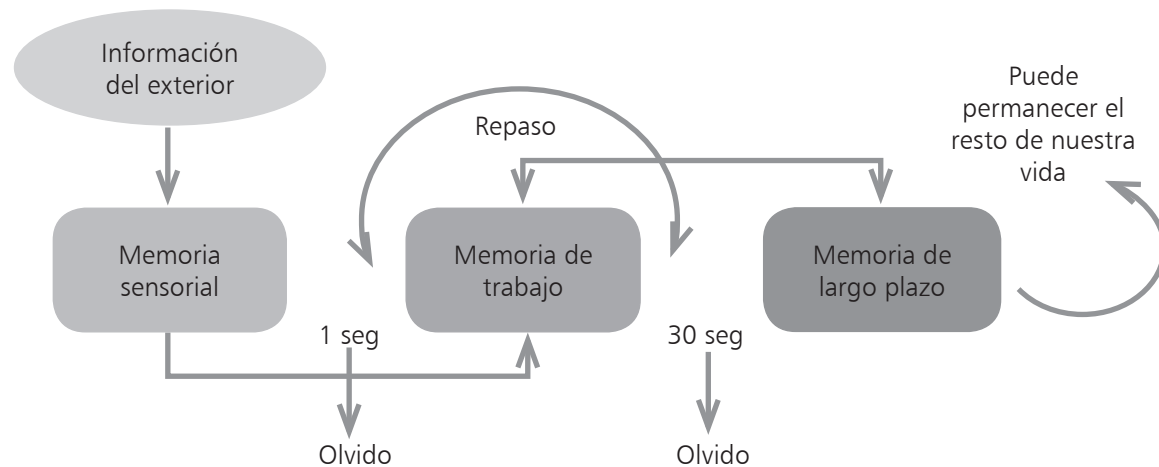 Información
del exterior
Repaso
Puede
permanecer el
resto de nuestra
vida
Memoria
sensorial
Memoria de
trabajo
Memoria de
largo plazo
1 seg
30 seg
Olvido
Olvido